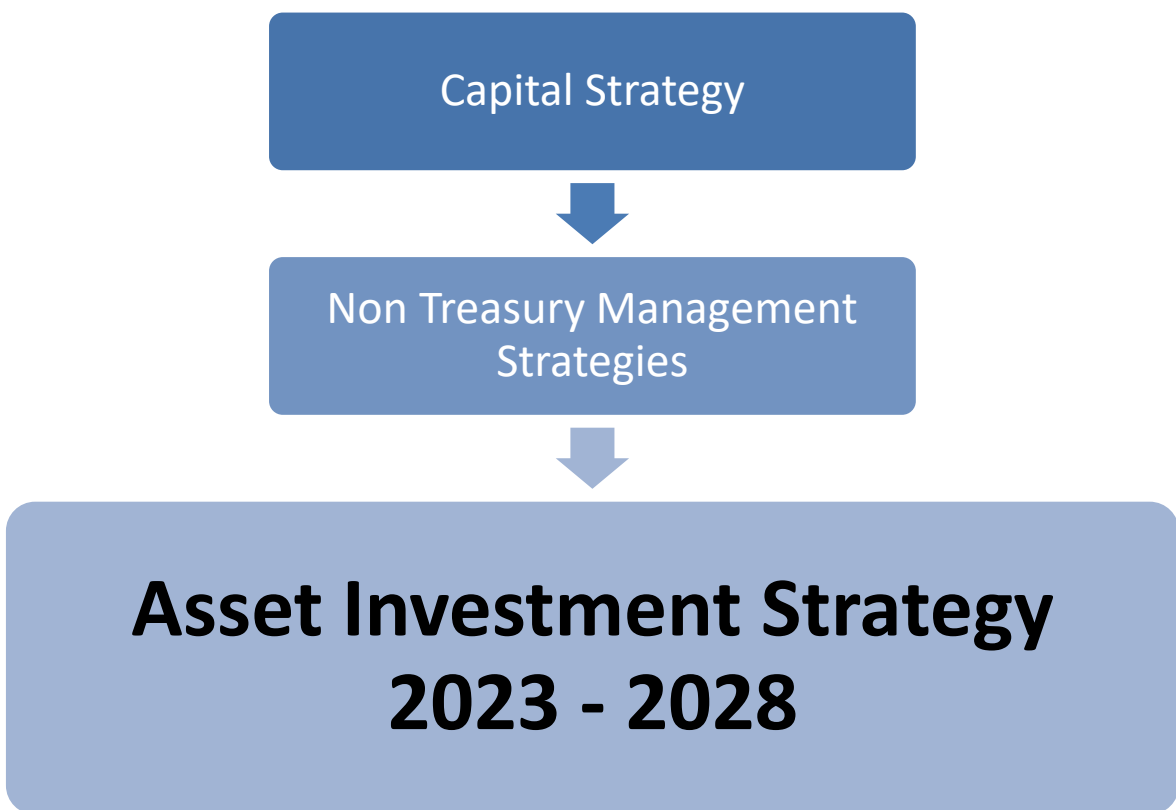 Capital Strategy
Non Treasury Management
Strategies
Asset Investment Strategy
2023 - 2028